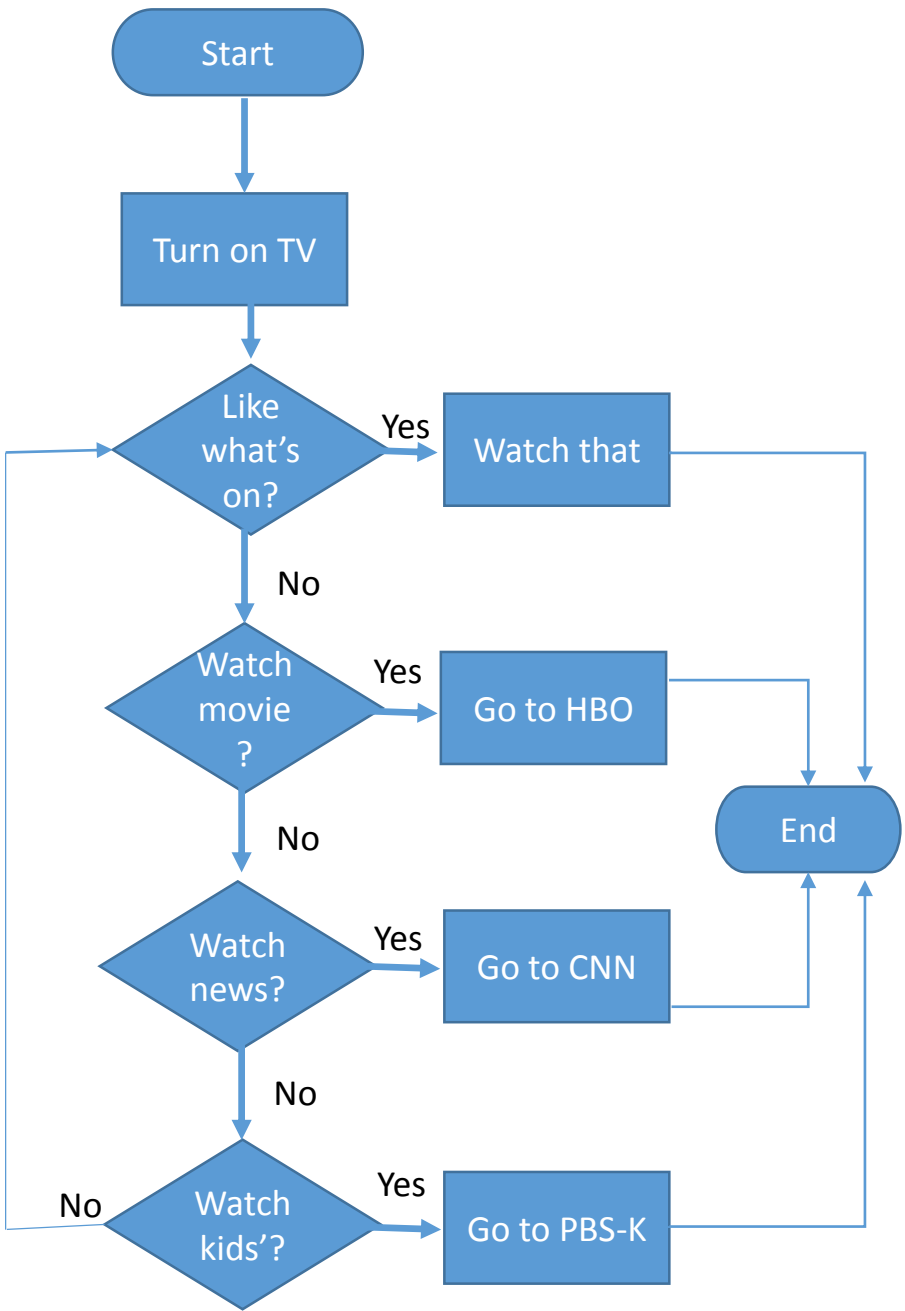 Start
Turn on TV
Like
what's
on?
Yes
Watch that
No
Watch
movie
?
Yes
Go to HBO
End
No
Watch
news?
Yes
Go to CNN
No
Watch
kids'?
Yes
Go to PBS-K
No